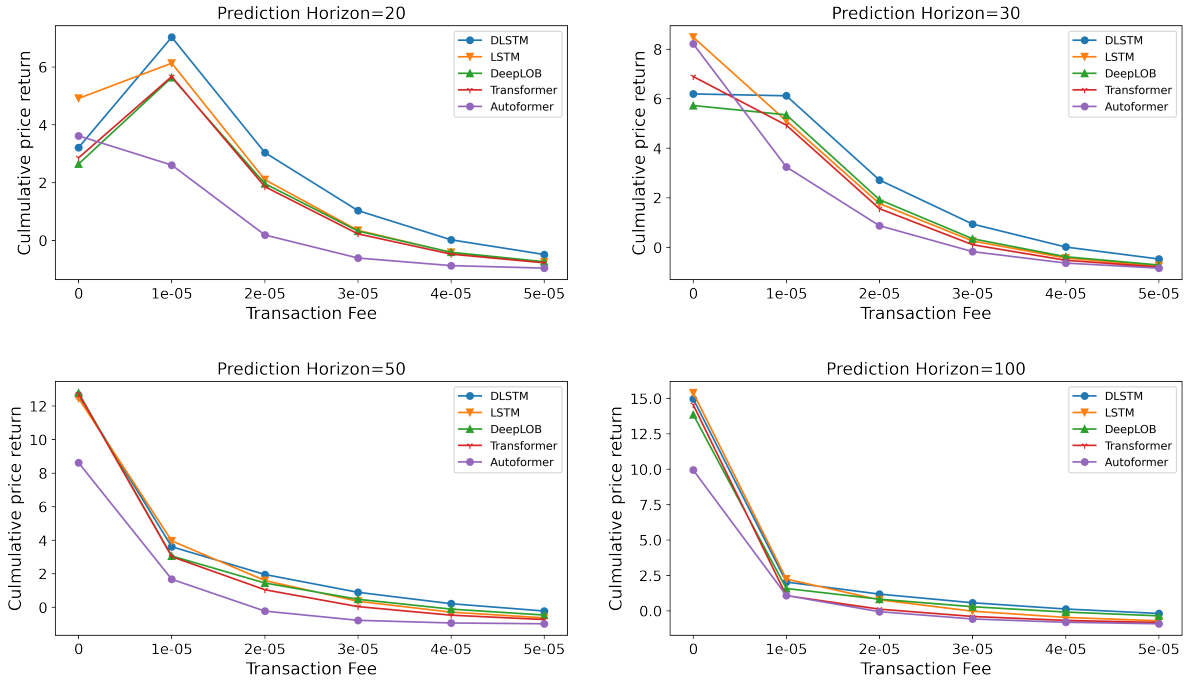 Prediction Horizon=20
Culmulative price return
6
4
2
0
DLSTM
LSTM
DeepLOB
Transformer
Autoformer
0 1e-05 2e-05 3e-05 4e-05 5e-05
Transaction Fee
Prediction Horizon=30
Culmulative price return
8
6
4
2
0
DLSTM
LSTM
DeepLOB
Transformer
Autoformer
0 1e-05 2e-05 3e-05 4e-05 5e-05
Transaction Fee
Prediction Horizon=50
Culmulative price return
12
10
8
6
4
2
0
DLSTM
LSTM
DeepLOB
Transformer
Autoformer
0 1e-05 2e-05 3e-05 4e-05 5e-05
Transaction Fee
Prediction Horizon=100
Culmulative price return
15.0
12.5
10.0
7.5
5.0
2.5
0.0
DLSTM
LSTM
DeepLOB
Transformer
Autoformer
0 1e-05 2e-05 3e-05 4e-05 5e-05
Transaction Fee